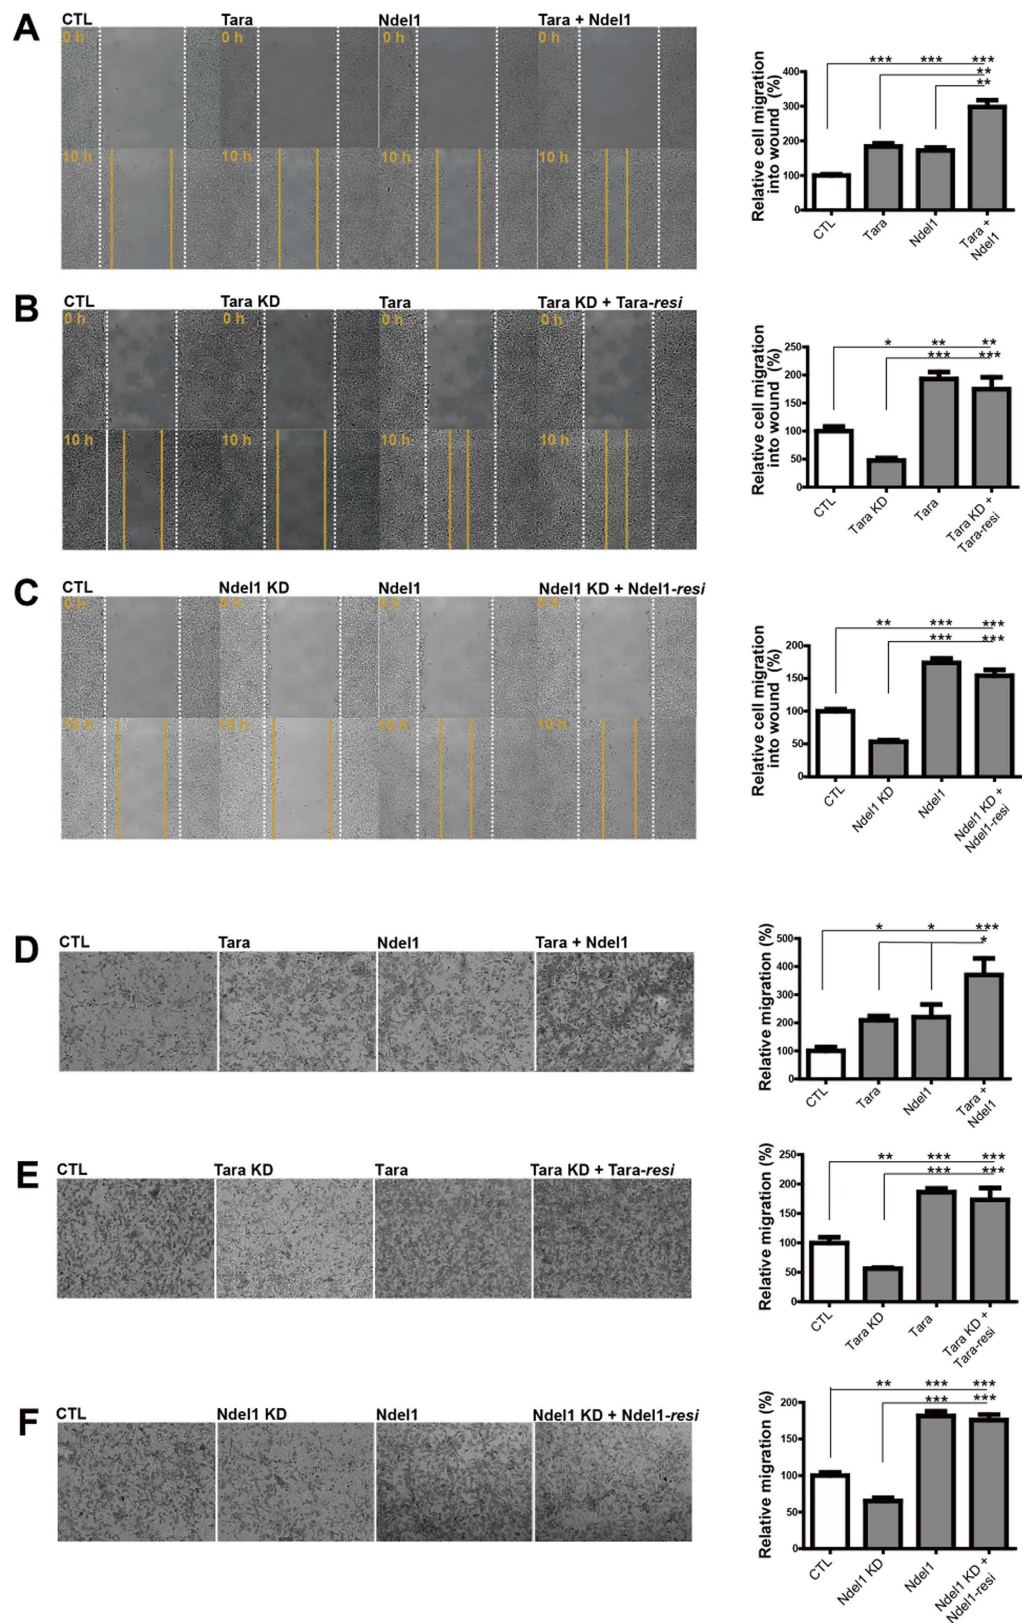 A
CTL
Tara
Ndel1
Tara + Ndel1
0 h
0 h
0 h
0 h
10 h
10 h
10 h
10 h
Relative cell migration
into wound (%)
400
300
200
100
0
***
***
***
**
**
CTL
Tara
Ndel1
Tara +
Ndel1
B
CTL
Tara KD
Tara
Tara KD + Tara-resi
0 h
0 h
0 h
0 h
10 h
10 h
10 h
10 h
Relative cell migration
into wound (%)
250
200
150
100
50
0
*
**
**
***
***
CTL
Tara KD
Tara
Tara KD +
Tara-resi
C
CTL
Ndel1 KD
Ndel1
Ndel1 KD + Ndel1-resi
0 h
0 h
0 h
0 h
10 h
10 h
10 h
10 h
Relative cell migration
into wound (%)
200
150
100
50
0
**
***
***
***
***
CTL
Ndel1 KD
Ndel1
Ndel1 KD +
Ndel1-resi
D
CTL
Tara
Ndel1
Tara + Ndel1
Relative migration (%)
500
400
300
200
100
0
*
*
***
*
CTL
Tara
Ndel1
Tara +
Ndel1
E
CTL
Tara KD
Tara
Tara KD + Tara-resi
Relative migration (%)
250
200
150
100
50
0
**
***
***
***
***
CTL
Tara KD
Tara
Tara KD +
Tara-resi
F
CTL
Ndel1 KD
Ndel1
Ndel1 KD + Ndel1-resi
Relative migration (%)
200
150
100
50
0
**
***
***
***
***
CTL
Ndel1 KD
Ndel1
Ndel1 KD +
Ndel1-resi